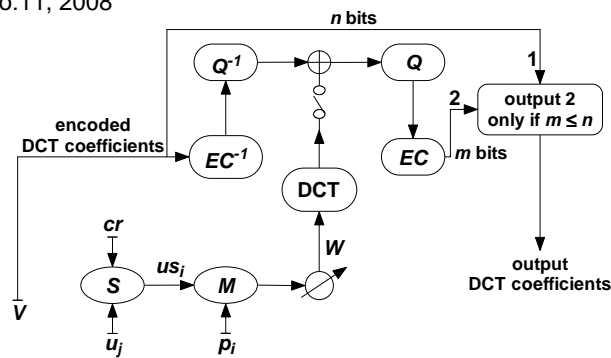 o.11, 2008
n bits
Q-1
Q
1
2
output 2
only if m ≤ n
encoded
DCT coefficients
EC-1
EC
m bits
DCT
cr
W
usi
output
DCT coefficients
S
M
V
uj
pi